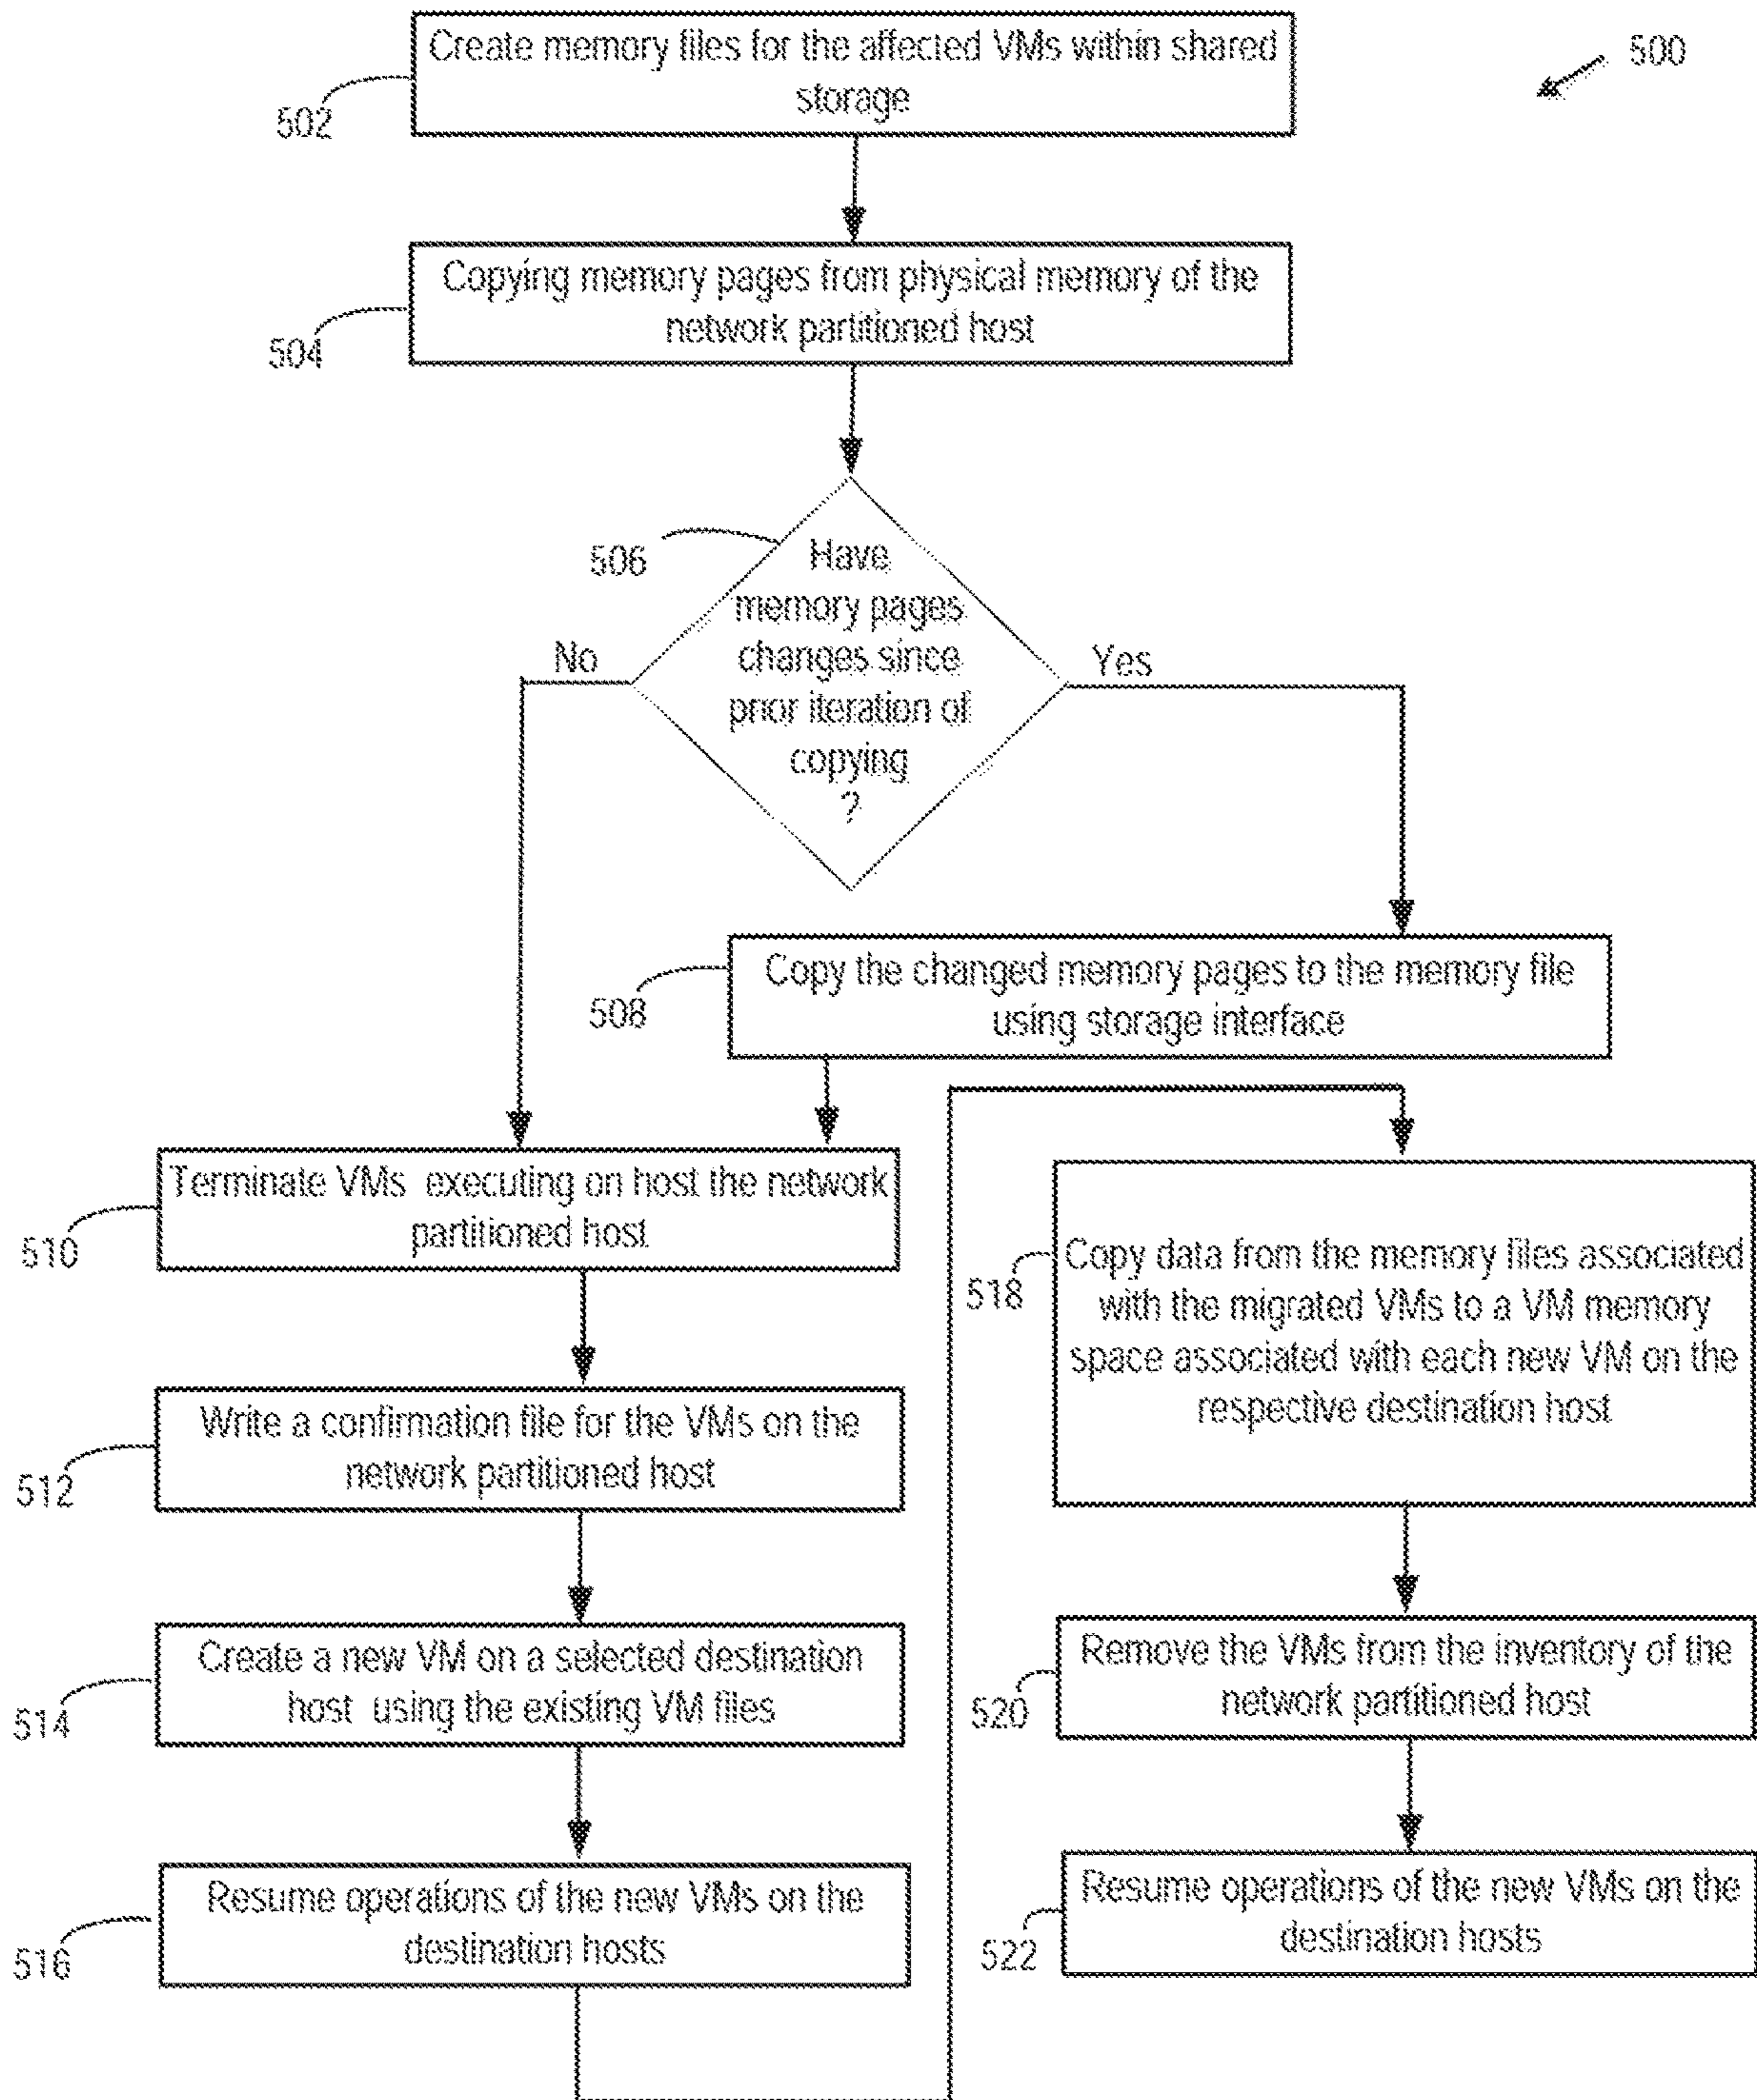 500
Create memory files for the affected VMs within shared
storage
502
Copying memory pages from physical memory of the
network partitioned host
504
506
Have
memory pages
changes since
prior iteration of
copying
?
No
Yes
Copy the changed memory pages to the memory file
using storage interface
508
Terminate VMs executing on host the network
partitioned host
510
Write a confirmation file for the VMs on the
network partitioned host
512
Create a new VM on a selected destination
host using the existing VM files
514
Resume operations of the new VMs on the
destination hosts
516
Copy data from the memory files associated
with the migrated VMs to a VM memory
space associated with each new VM on the
respective destination host
518
Remove the VMs from the inventory of the
network partitioned host
520
Resume operations of the new VMs on the
destination hosts
522